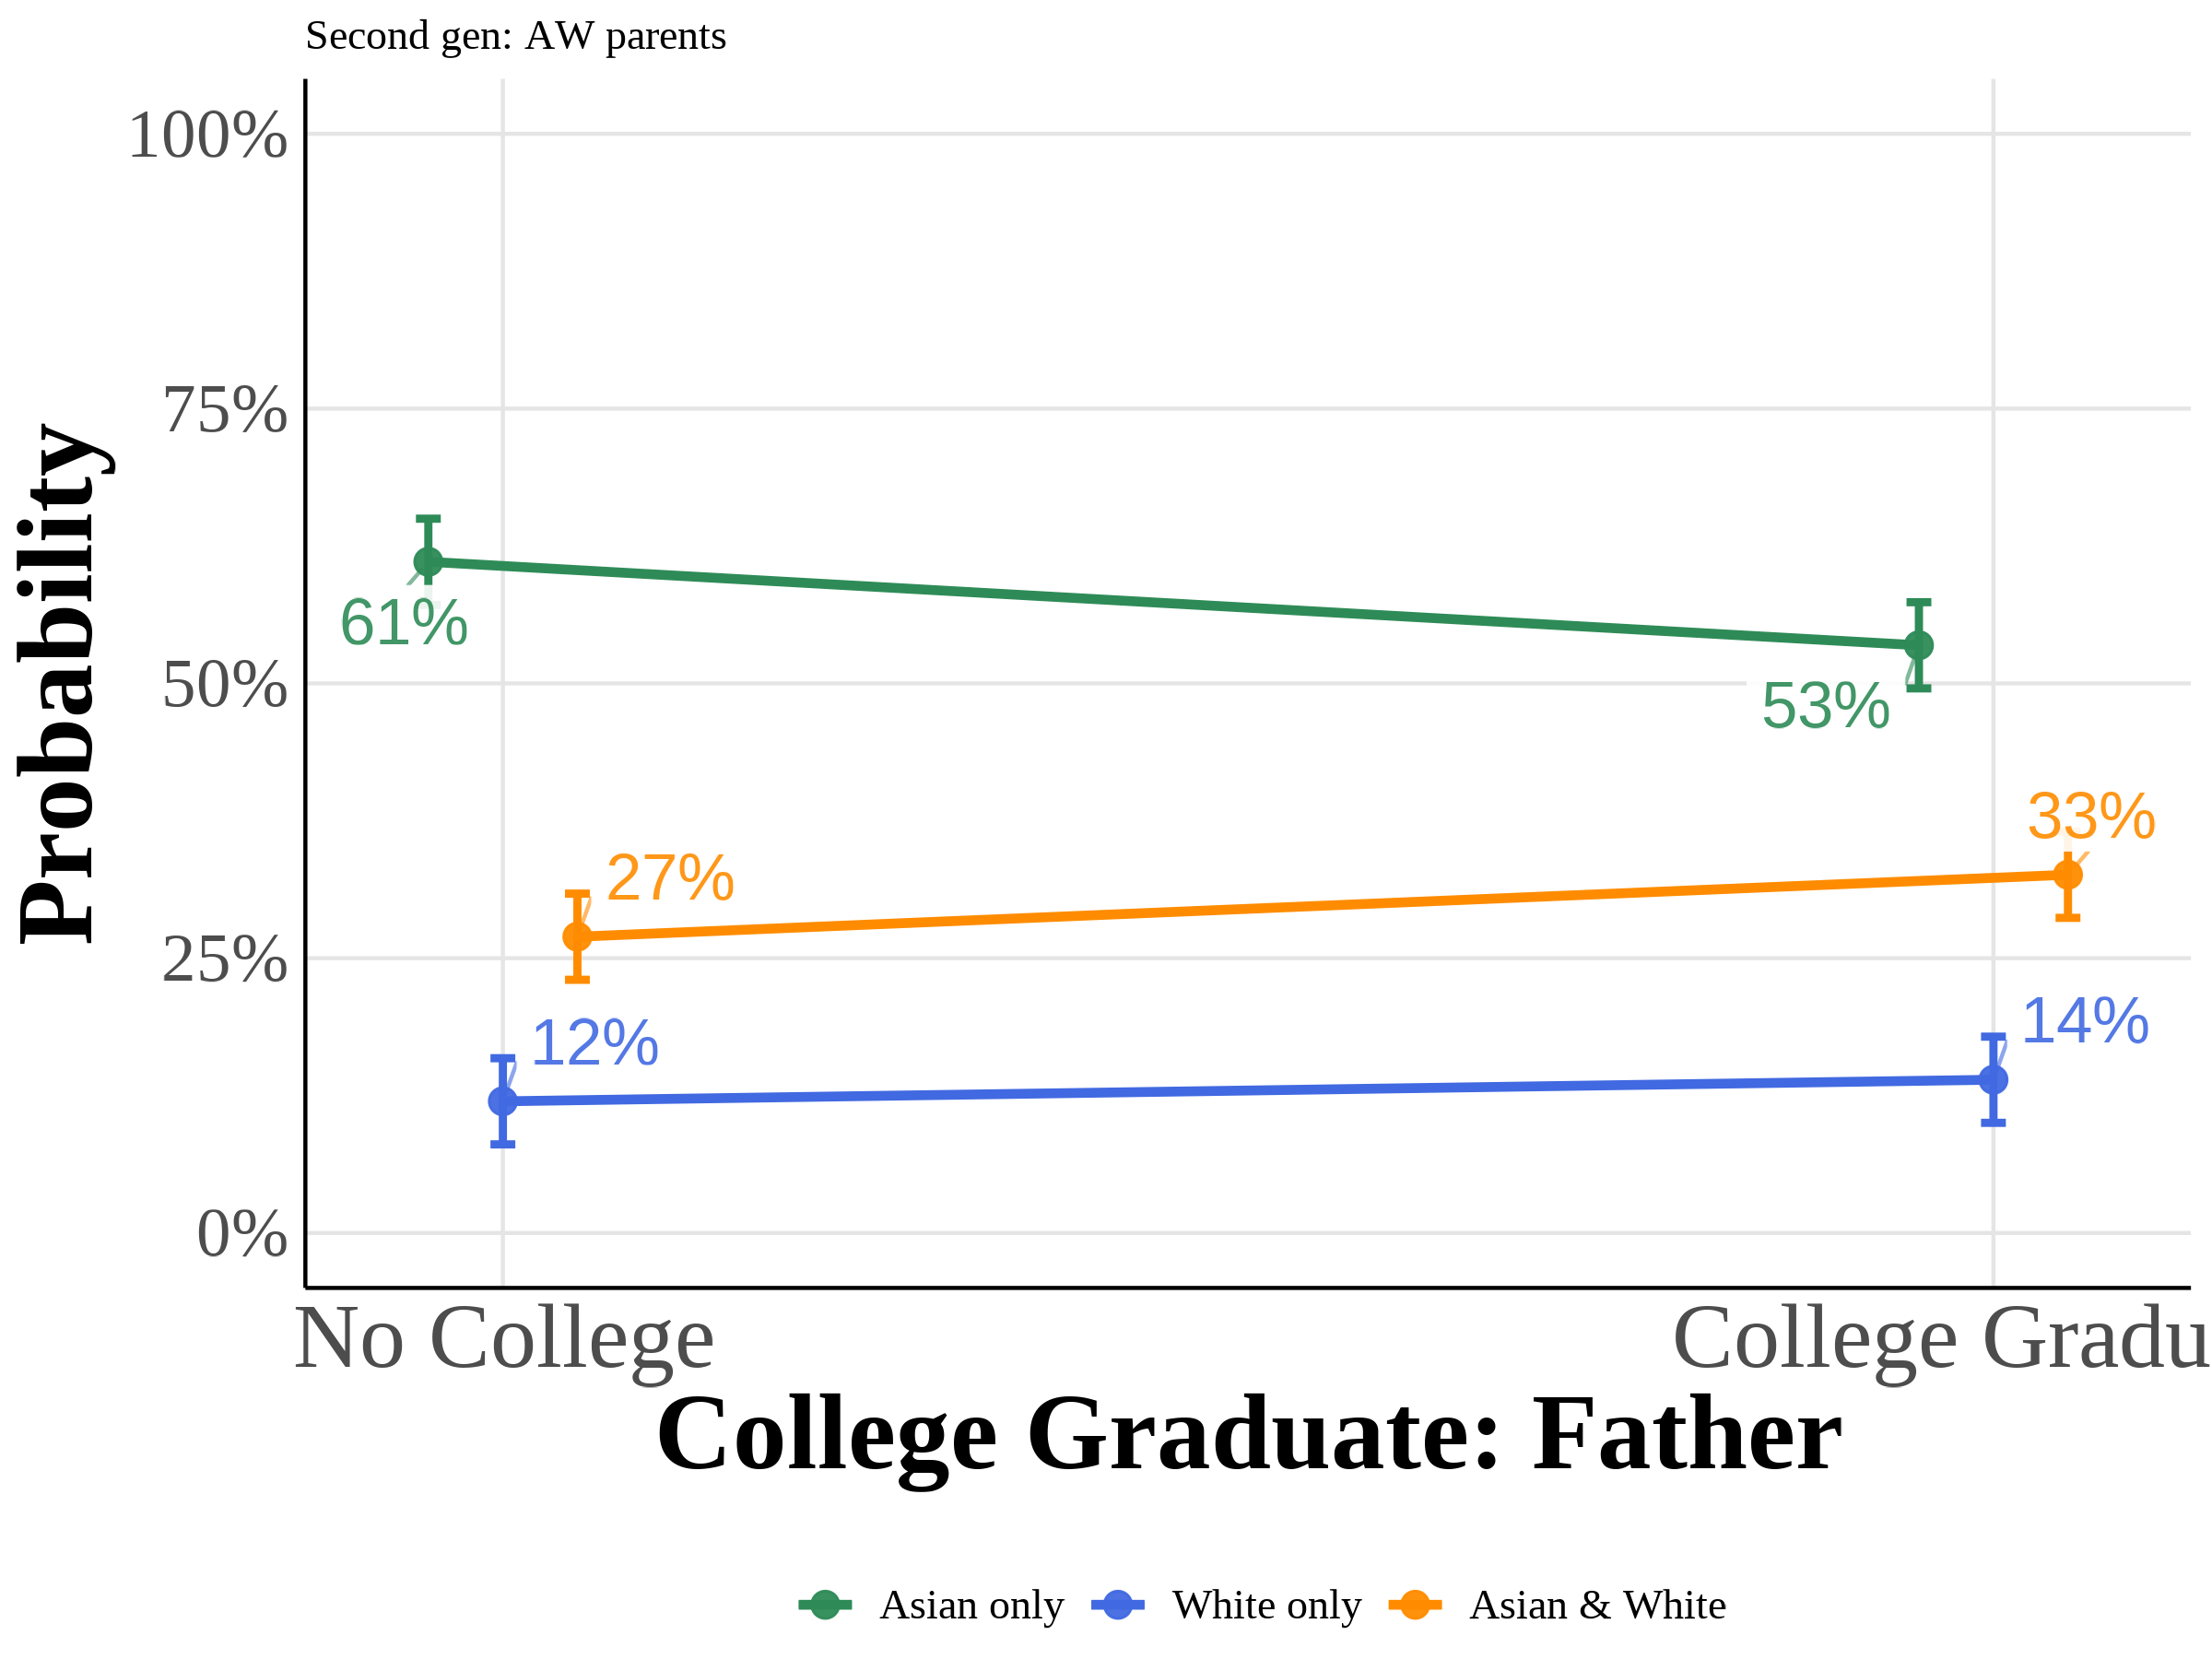 Second gen: AW parents
100%
75%
50%
25%
0%
Probability
61%
53%
33%
27%
14%
12%
No College
College Gradu
College Graduate: Father
Asian only
White only
Asian & White